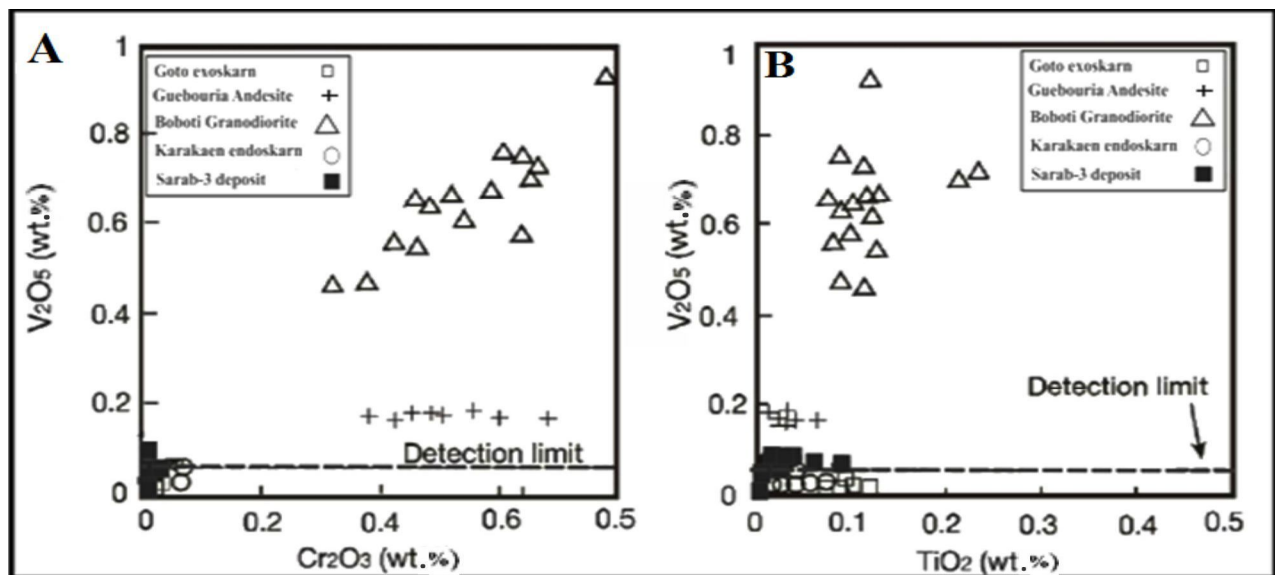 A
Goto exoskarn
Guebouria Andesite
Boboti Granodiorite
Karakaen endoskarn
Sarab-3 deposit
1
0.8
0.6
0.4
0.2
0
V2O5 (wt.%)
Detection limit
0
0.2
0.4
0.6
0.5
Cr2O3 (wt.%)
B
Goto exoskarn
Guebouria Andesite
Boboti Granodiorite
Karakaen endoskarn
Sarab-3 deposit
1
0.8
0.6
0.4
0.2
0
V2O5 (wt.%)
Detection limit
0
0.1
0.2
0.3
0.4
0.5
TiO2 (wt.%)